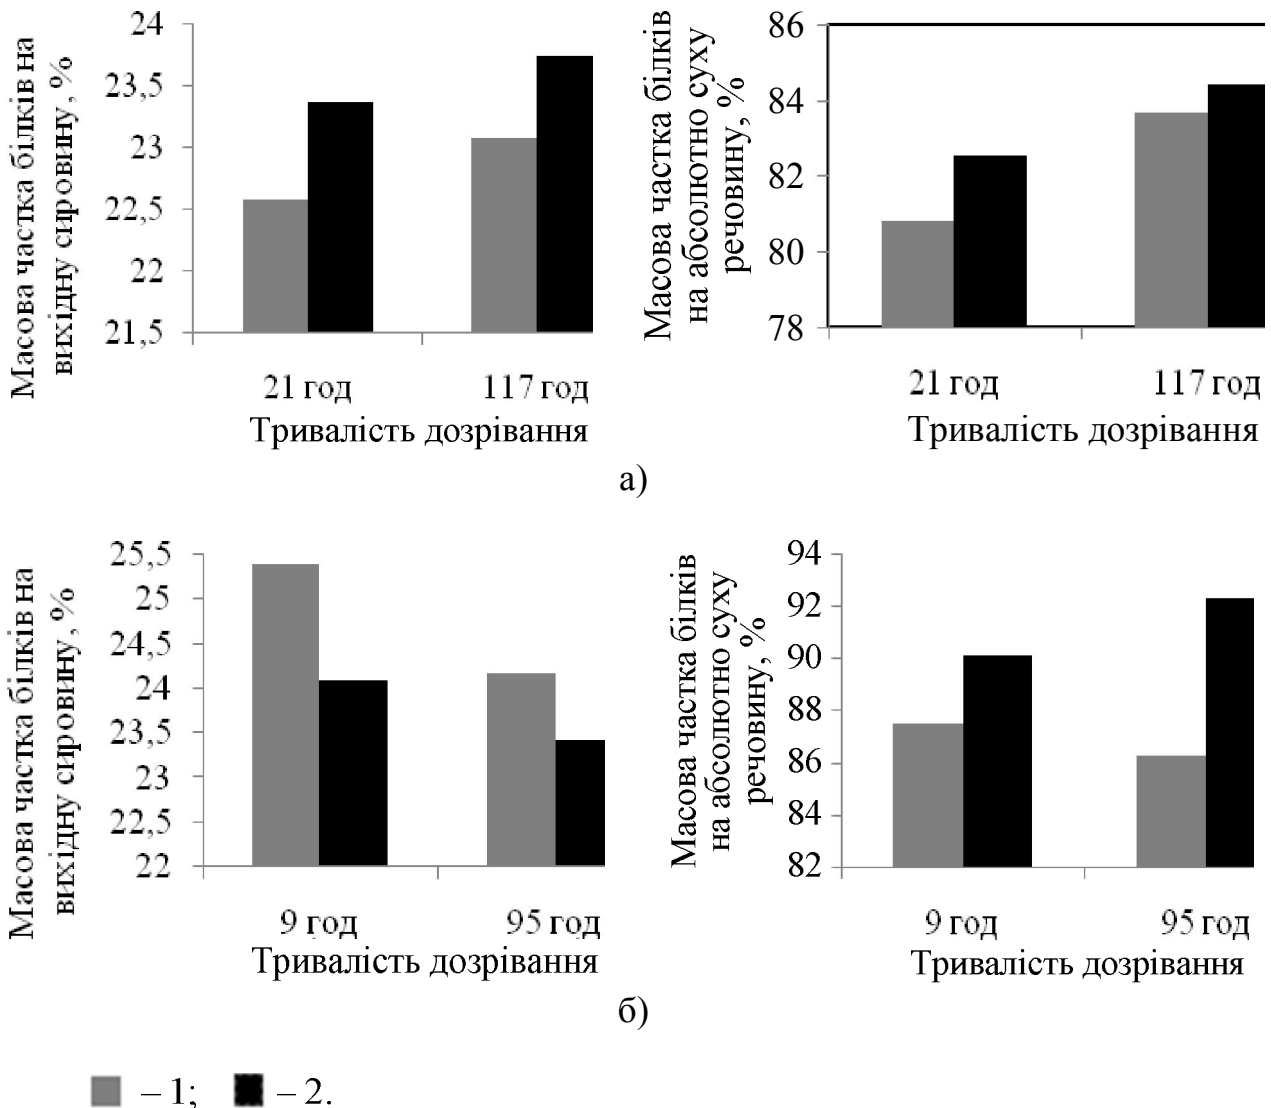 Масова частка білків на
вихідну сировину, %
24
23,5
23
22,5
22
21,5
21 год
117 год
Тривалість дозрівання
Масова частка білків
на абсолютно суху
речовину, %
86
84
82
80
78
21 год
117 год
Тривалість дозрівання
а)
Масова частка білків на
вихідну сировину, %
25,5
25
24,5
24
23,5
23
22,5
22
9 год
95 год
Тривалість дозрівання
Масова частка білків
на абсолютно суху
речовину, %
94
92
90
88
86
84
82
9 год
95 год
Тривалість дозрівання
б)
– 1; – 2.